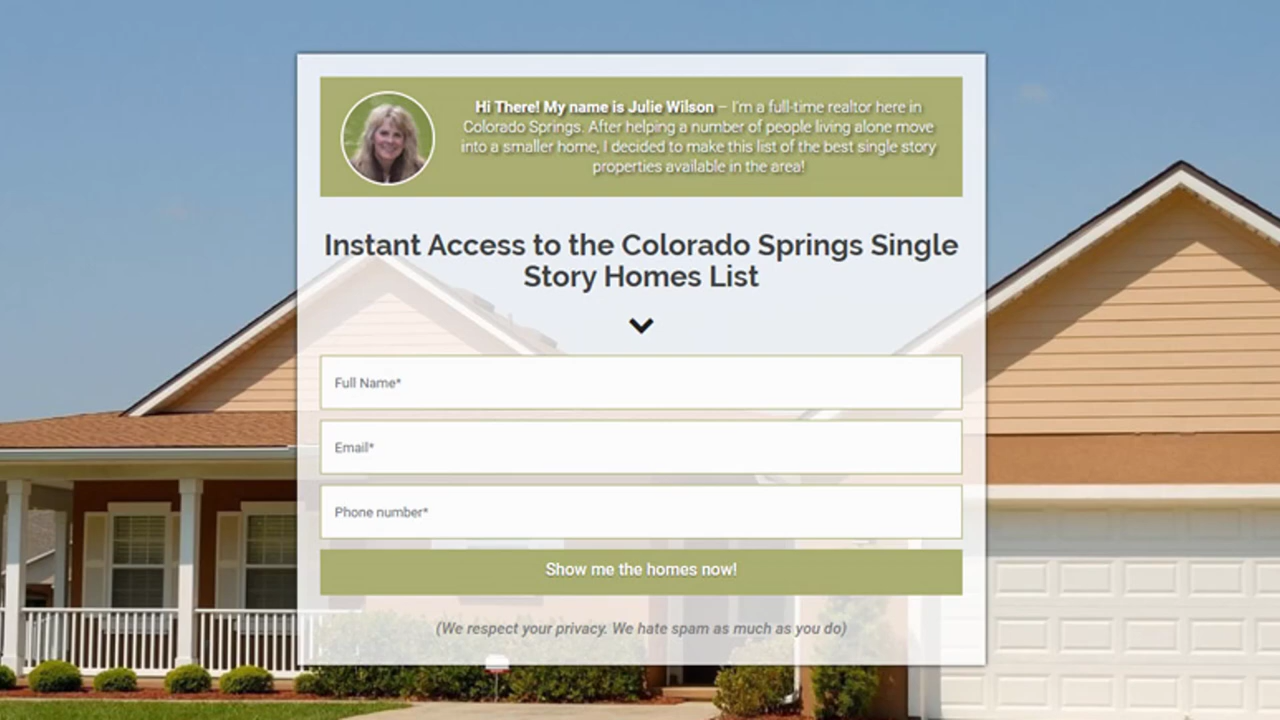 Hi There! My name is Julie Wilson – I'm a full-time realtor here in
Colorado Springs. After helping a number of people living alone move
into a smaller home, I decided to make this list of the best single story
properties available in the area!
Instant Access to the Colorado Springs Single
Story Homes List
Full Name*
Email*
Phone number*
Show me the homes now!
(We respect your privacy. We hate spam as much as you do)